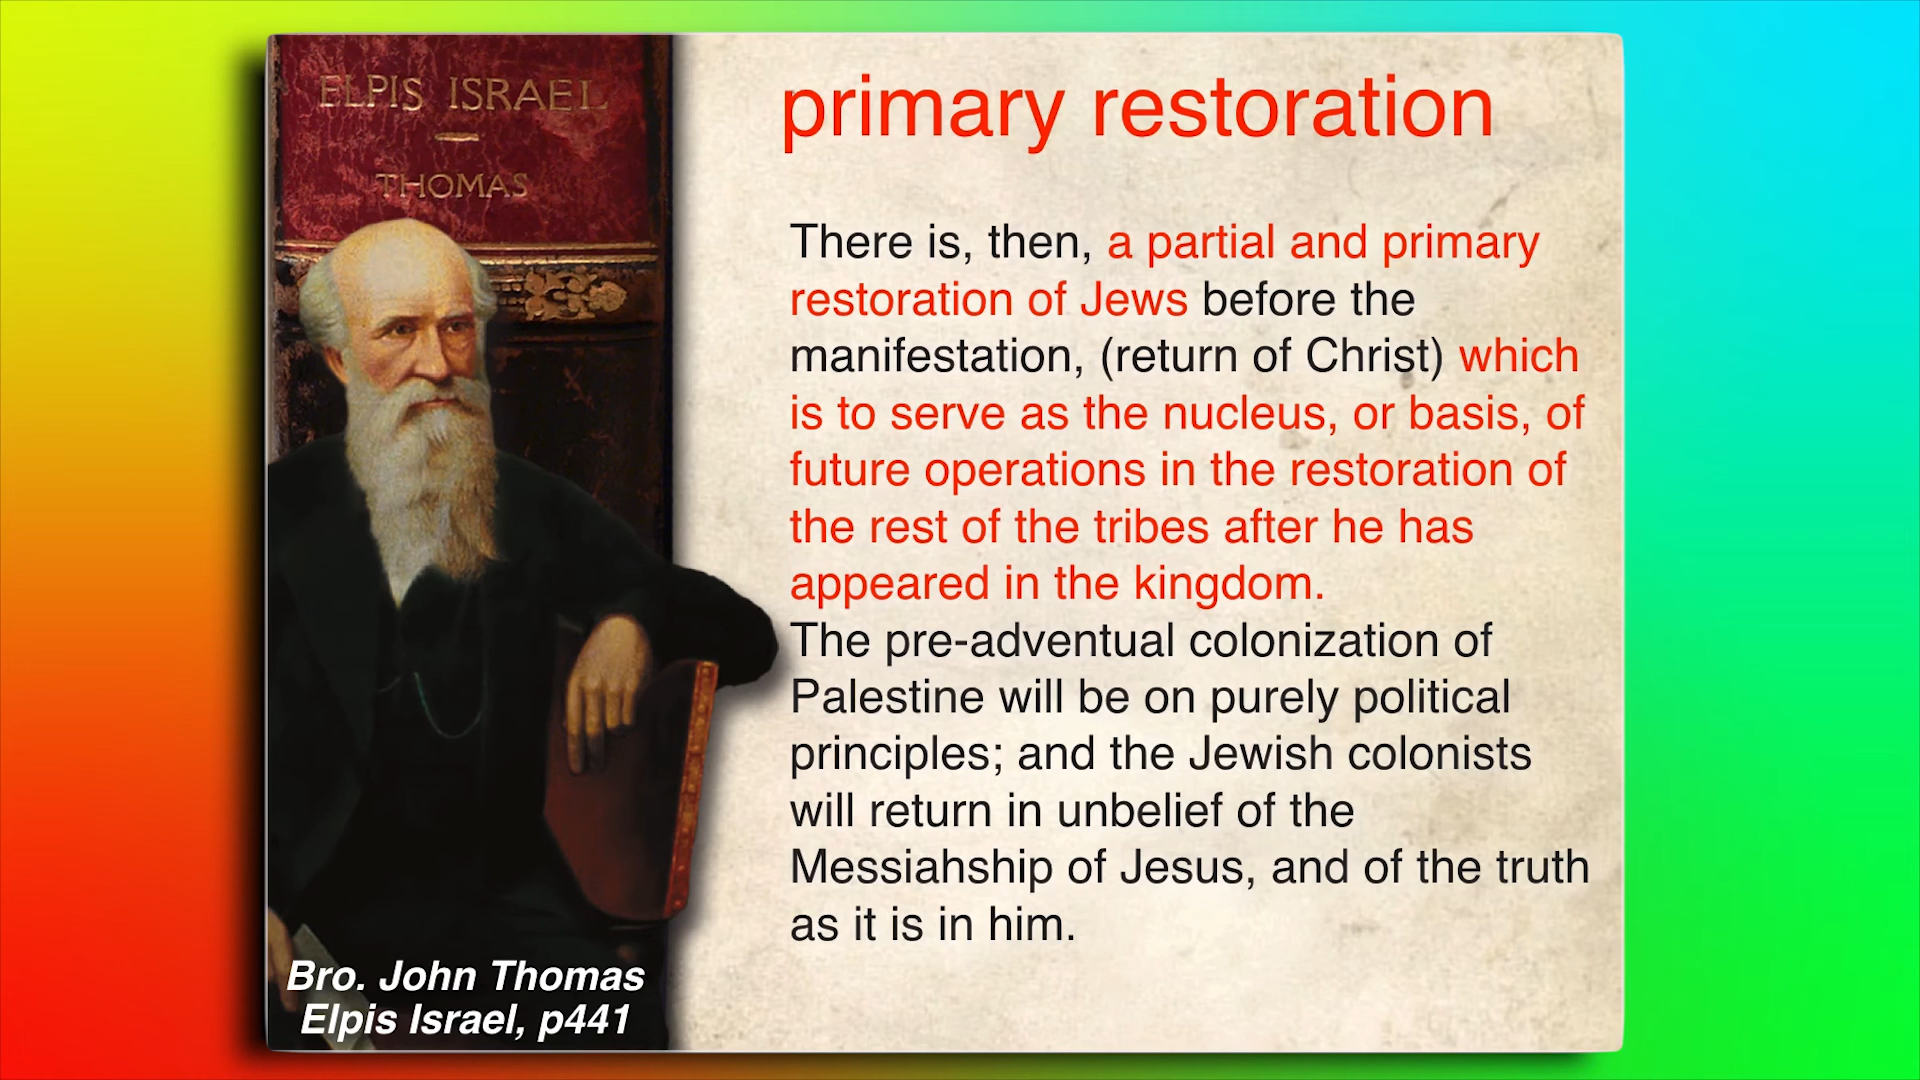 ELPIS ISRAEL
THOMAS
primary restoration
There is, then, a partial and primary
restoration of Jews before the
manifestation, (return of Christ) which
is to serve as the nucleus, or basis, of
future operations in the restoration of
the rest of the tribes after he has
appeared in the kingdom.
The pre-adventual colonization of
Palestine will be on purely political
principles; and the Jewish colonists
will return in unbelief of the
Messiahship of Jesus, and of the truth
as it is in him.
Bro. John Thomas
Elpis Israel, p441